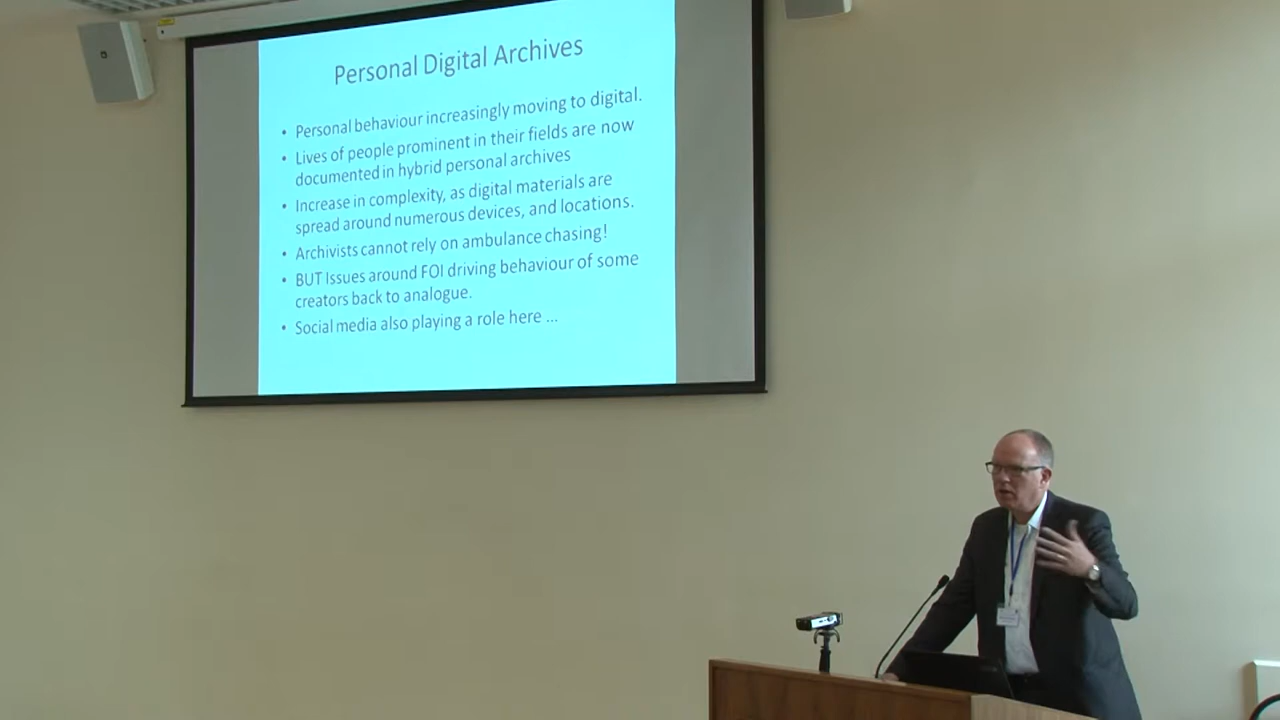 Personal Digital Archives
• Personal behaviour increasingly moving to digital.
• Lives of people prominent in their fields are now
documented in hybrid personal archives
• Increase in complexity, as digital materials are
spread around numerous devices, and locations.
• Archivists cannot rely on ambulance chasing!
• BUT Issues around FOI driving behaviour of some
creators back to analogue.
• Social media also playing a role here ...